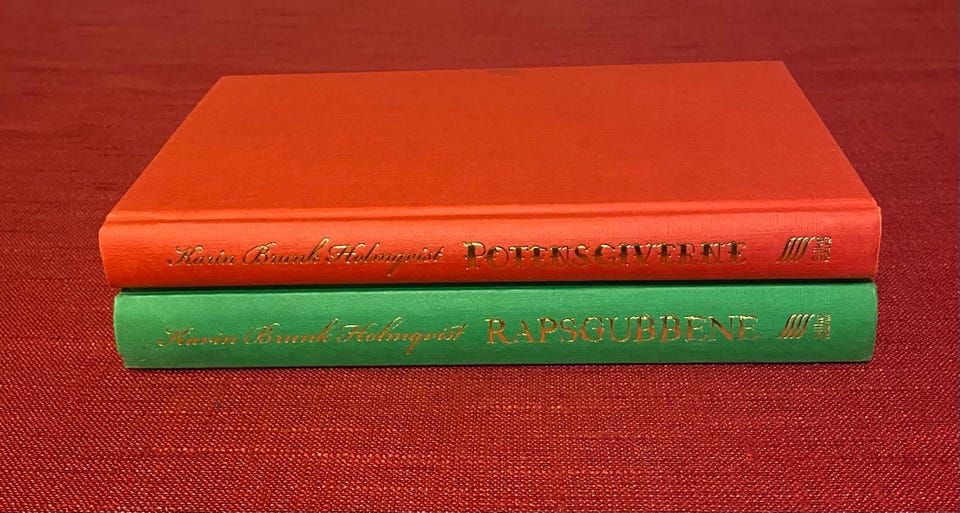 Karin Brunk Holmqvist POTENSGIVERNE
Karin Brunk Holmqvist RAPSGUBBENE